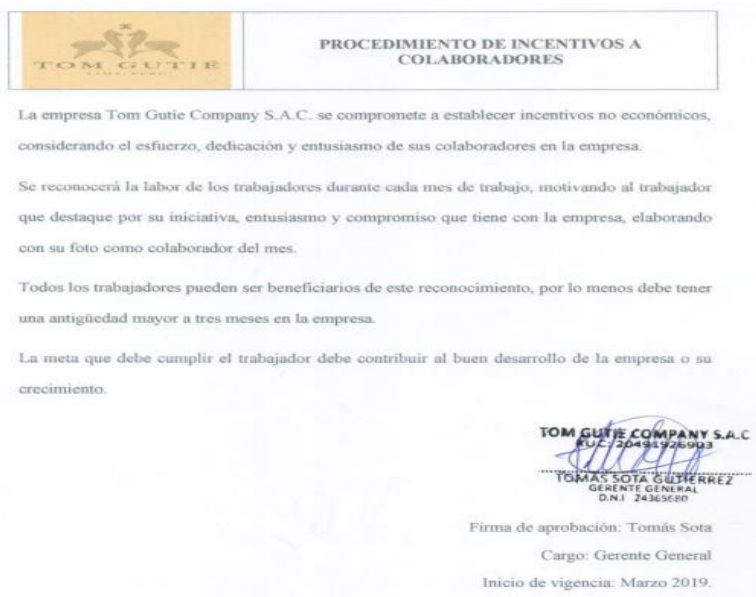 TOM GUTIÉ
LIMA, PERU
PROCEDIMIENTO DE INCENTIVOS A
COLABORADORES
La empresa Tom Gutie Company S.A.C. se compromete a establecer incentivos no económicos,
considerando el esfuerzo, dedicación y entusiasmo de sus colaboradores en la empresa.
Se reconocerá la labor de los trabajadores durante cada mes de trabajo, motivando al trabajador
que destaque por su iniciativa, entusiasmo y compromiso que tiene con la empresa, elaborando
con su foto como colaborador del mes.
Todos los trabajadores pueden ser beneficiarios de este reconocimiento, por lo menos debe tener
una antigüedad mayor a tres meses en la empresa.
La meta que debe cumplir el trabajador debe contribuir al buen desarrollo de la empresa o su
crecimiento.
TOM GUTIE COMPANY S.A.C
RUC: 20491926903
TOMÁS SOTA GUTIERREZ
GERENTE GENERAL
D.N.I 24365680
Firma de aprobación: Tomás Sota
Cargo: Gerente General
Inicio de vigencia: Marzo 2019.